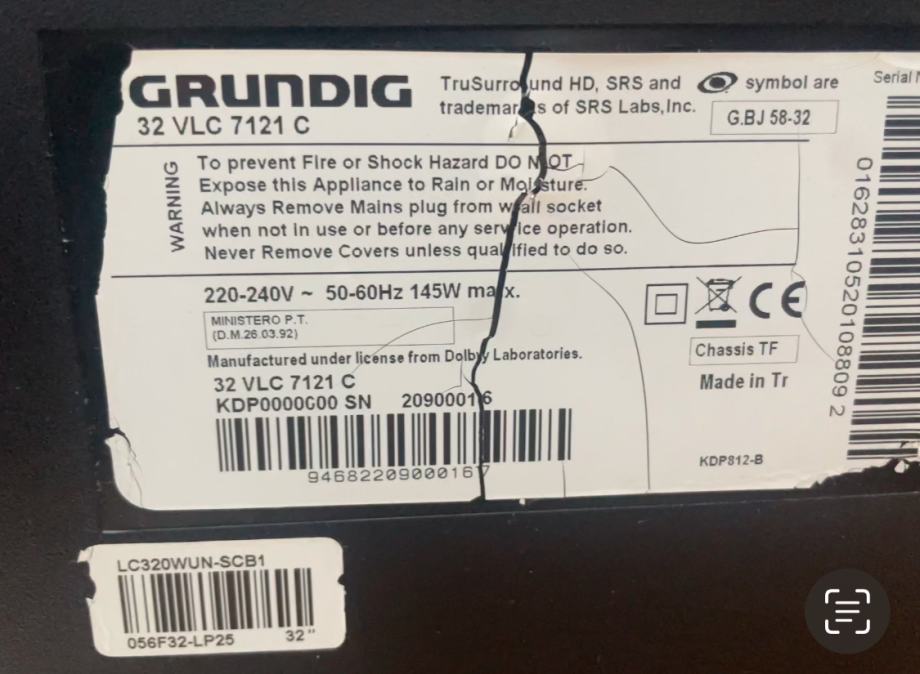 GRUNDIG
32 VLC 7121 C
TruSurround HD, SRS and symbol are
trademarks of SRS Labs,Inc.
G.BJ 58-32
Serial
WARNING
To prevent Fire or Shock Hazard DO NOT
Expose this Appliance to Rain or Moisture.
Always Remove Mains plug from wall socket
when not in use or before any service operation.
Never Remove Covers unless qualified to do so.
220-240V ~ 50-60Hz 145W max.
MINISTERO P.T.
(D.M.26.03.92)
Manufactured under license from Dolby Laboratories.
32 VLC 7121 C
KDP0000000 SN 20900016
9468220900016
CE
Chassis TF
Made in Tr
KDP812-B
01628310520108809 2
LC320WUN-SCB1
056F32-LP25 32"